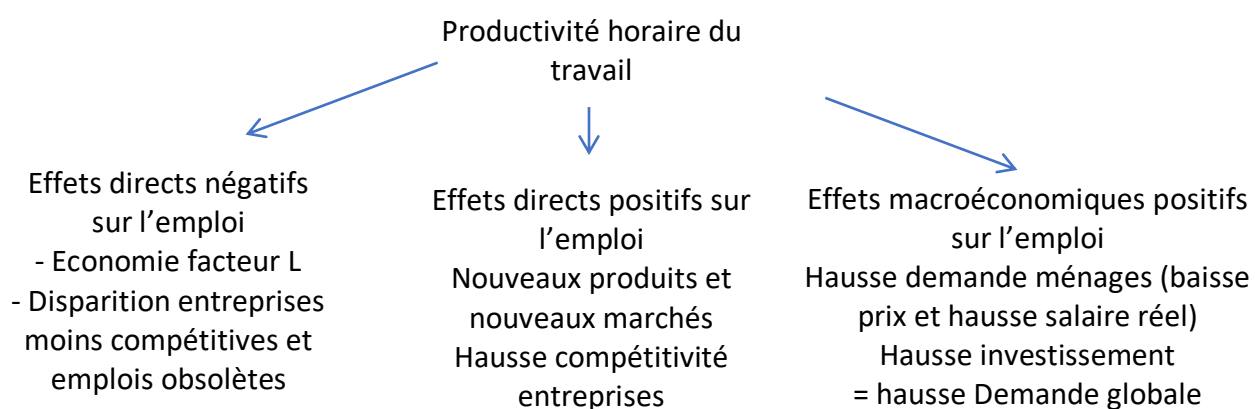 Productivité horaire du
travail
Effets directs négatifs
sur l’emploi
- Economie facteur L
- Disparition entreprises
moins compétitives et
emplois obsolètes
Effets directs positifs sur
l’emploi
Nouveaux produits et
nouveaux marchés
Hausse compétitivité
entreprises
Effets macroéconomiques positifs
sur l’emploi
Hausse demande ménages (baisse
prix et hausse salaire réel)
Hausse investissement
= hausse Demande globale